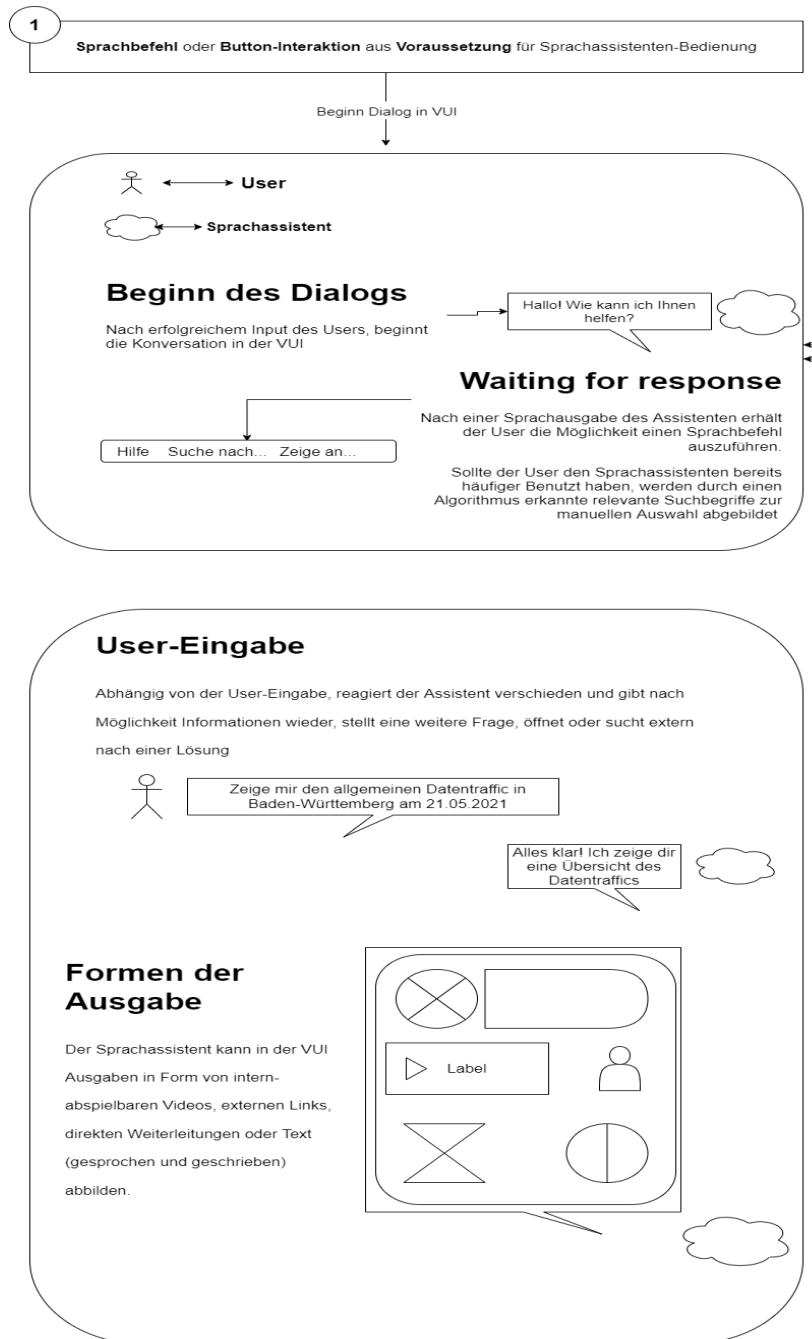 1
Sprachbefehl oder Button-Interaktion aus Voraussetzung für Sprachassistenten-Bedienung
Beginn Dialog in VUI
User
Sprachassistent
Beginn des Dialogs
Nach erfolgreichem Input des Users, beginnt
die Konversation in der VUI
Hallo! Wie kann ich Ihnen
helfen?
Waiting for response
Nach einer Sprachausgabe des Assistenten erhält
der User die Möglichkeit einen Sprachbefehl
auszuführen.
Sollte der User den Sprachassistenten bereits
häufiger Benutzt haben, werden durch einen
Algorithmus erkannte relevante Suchbegriffe zur
manuellen Auswahl abgebildet
Hilfe Suche nach... Zeige an...
User-Eingabe
Abhängig von der User-Eingabe, reagiert der Assistent verschieden und gibt nach
Möglichkeit Informationen wieder, stellt eine weitere Frage, öffnet oder sucht extern
nach einer Lösung
Zeige mir den allgemeinen Datentraffic in
Baden-Württemberg am 21.05.2021
Alles klar! Ich zeige dir
eine Übersicht des
Datentraffics
Formen der
Ausgabe
Der Sprachassistent kann in der VUI
Ausgaben in Form von intern-
abspielbaren Videos, externen Links,
direkten Weiterleitungen oder Text
(gesprochen und geschrieben)
abbilden.
Label